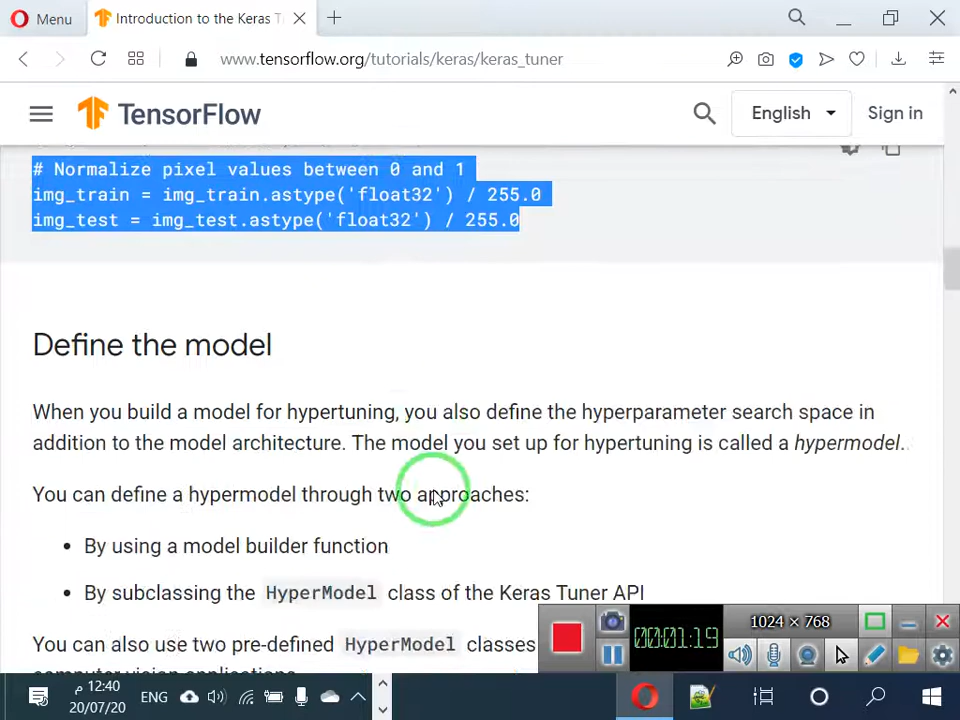 Menu
Introduction to the Keras T
www.tensorflow.org/tutorials/keras/keras_tuner
TensorFlow
English
Sign in
# Normalize pixel values between 0 and 1
img_train = img_train.astype('float32') / 255.0
img_test = img_test.astype('float32') / 255.0
Define the model
When you build a model for hypertuning, you also define the hyperparameter search space in
addition to the model architecture. The model you set up for hypertuning is called a hypermodel.
You can define a hypermodel through two approaches:
• By using a model builder function
• By subclassing the HyperModel class of the Keras Tuner API
You can also use two pre-defined HyperModel classes
computer vision applications
00:01:19
1024 × 768
12:40 م
20/07/20
ENG